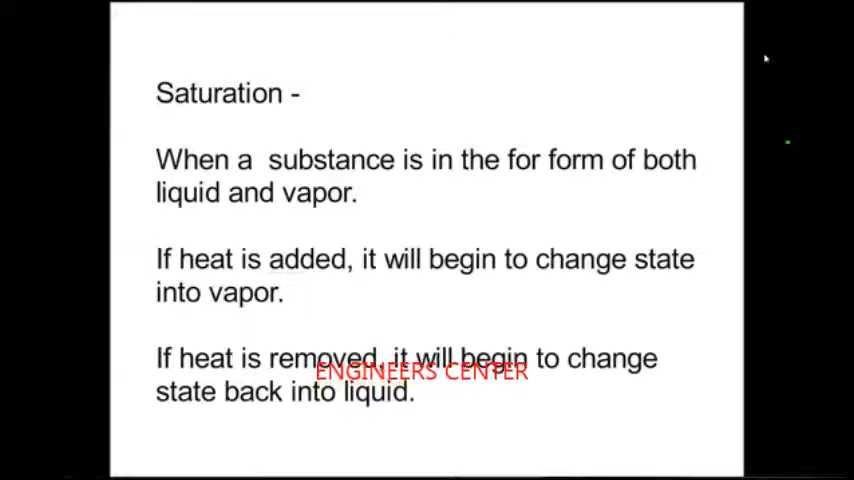 Saturation -
When a substance is in the for form of both
liquid and vapor.
If heat is added, it will begin to change state
into vapor.
If heat is removed, it will begin to change
ENGINEERS CENTER
state back into liquid.